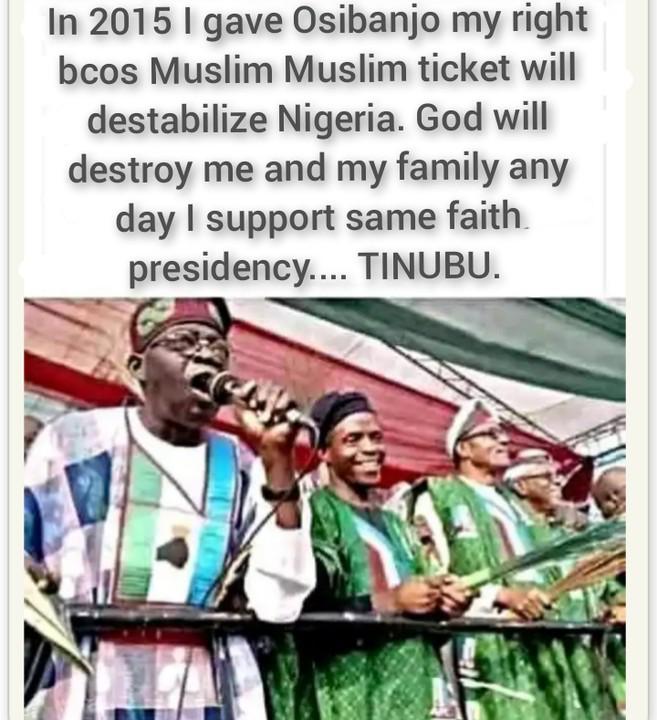 In 2015 I gave Osibanjo my right
bcos Muslim Muslim ticket will
destabilize Nigeria. God will
destroy me and my family any
day I support same faith
presidency.... TINUBU.